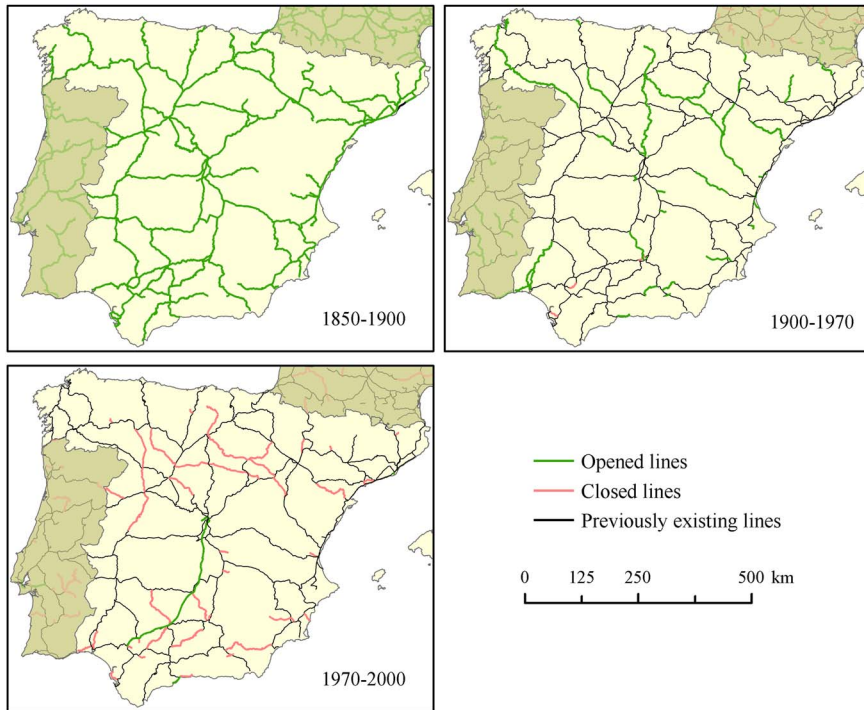 1850-1900
1900-1970
1970-2000
Opened lines
Closed lines
Previously existing lines
0 125 250 500 km